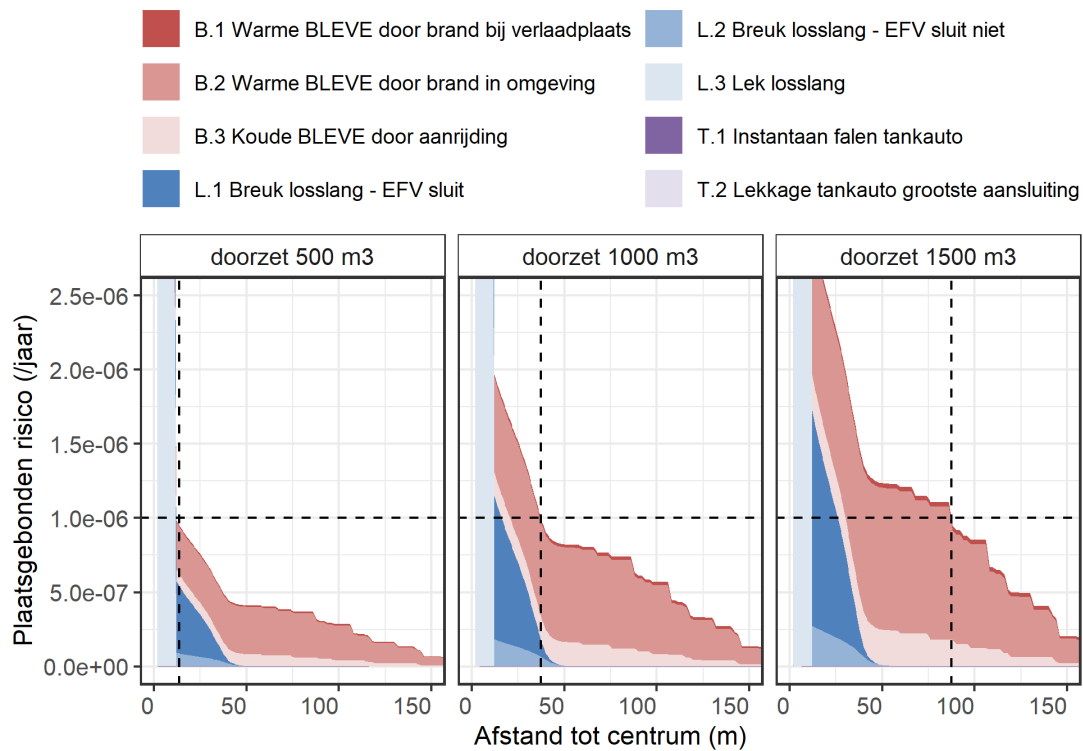 B.1 Warme BLEVE door brand bij verlaadplaats
B.2 Warme BLEVE door brand in omgeving
B.3 Koude BLEVE door aanrijding
L.1 Breuk losslang - EFV sluit
L.2 Breuk losslang - EFV sluit niet
L.3 Lek losslang
T.1 Instantaan falen tankauto
T.2 Lekkage tankauto grootste aansluiting
doorzet 500 m3
doorzet 1000 m3
doorzet 1500 m3
Plaatsgebonden risico (/jaar)
2.5e-06
2.0e-06
1.5e-06
1.0e-06
5.0e-07
0.0e+00
0 50 100 150
0 50 100 150
0 50 100 150
Afstand tot centrum (m)